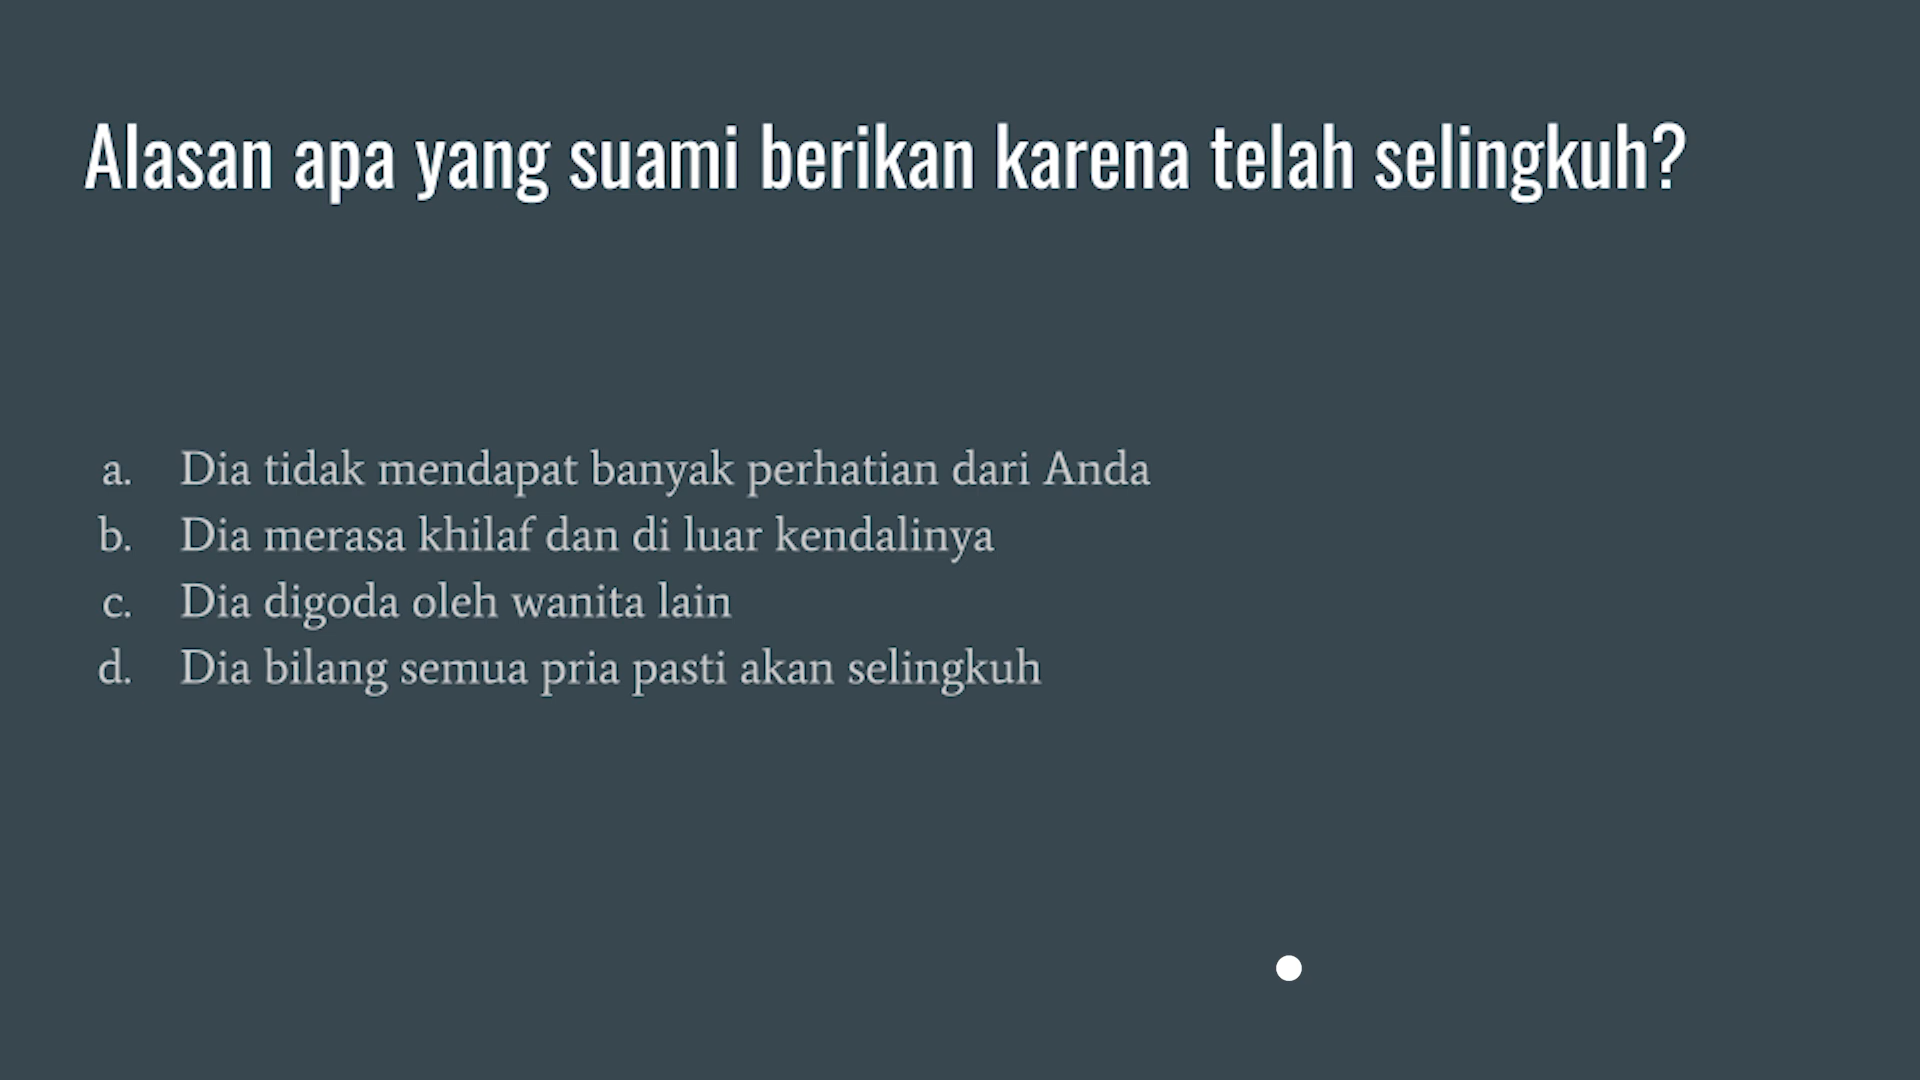 Alasan apa yang suami berikan karena telah selingkuh?
a. Dia tidak mendapat banyak perhatian dari Anda
b. Dia merasa khilaf dan di luar kendalinya
c. Dia digoda oleh wanita lain
d. Dia bilang semua pria pasti akan selingkuh